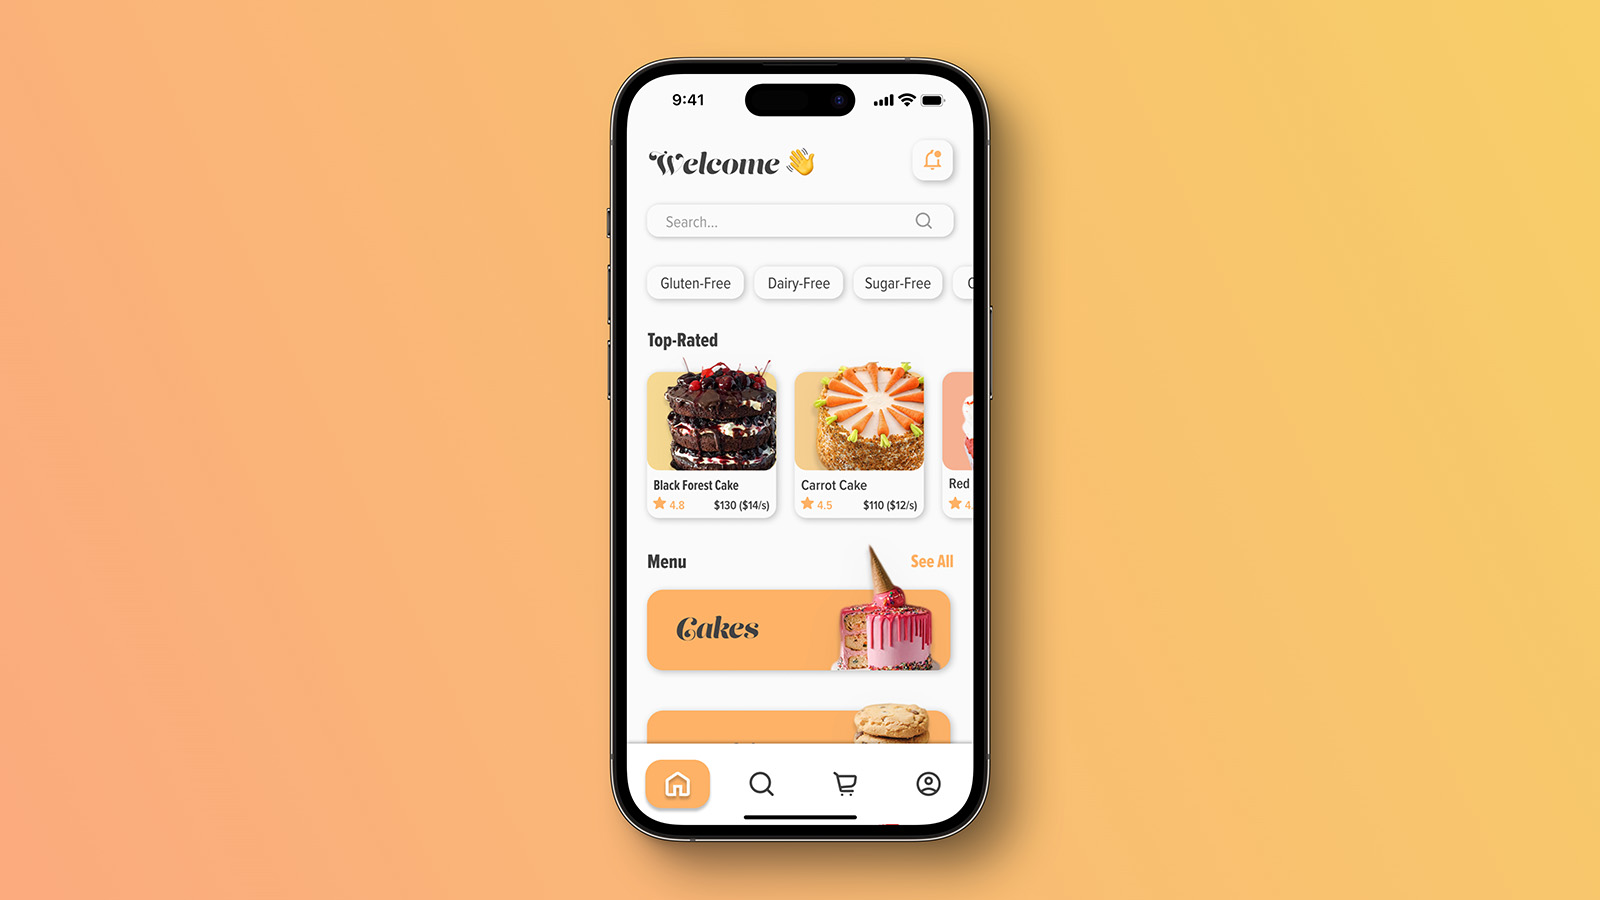 9:41
Welcome 👋
Search...
Gluten-Free Dairy-Free Sugar-Free
Top-Rated
Black Forest Cake
4.8 $130 ($14/s)
Carrot Cake
4.5 $110 ($12/s)
Red
4.
Menu See All
Cakes